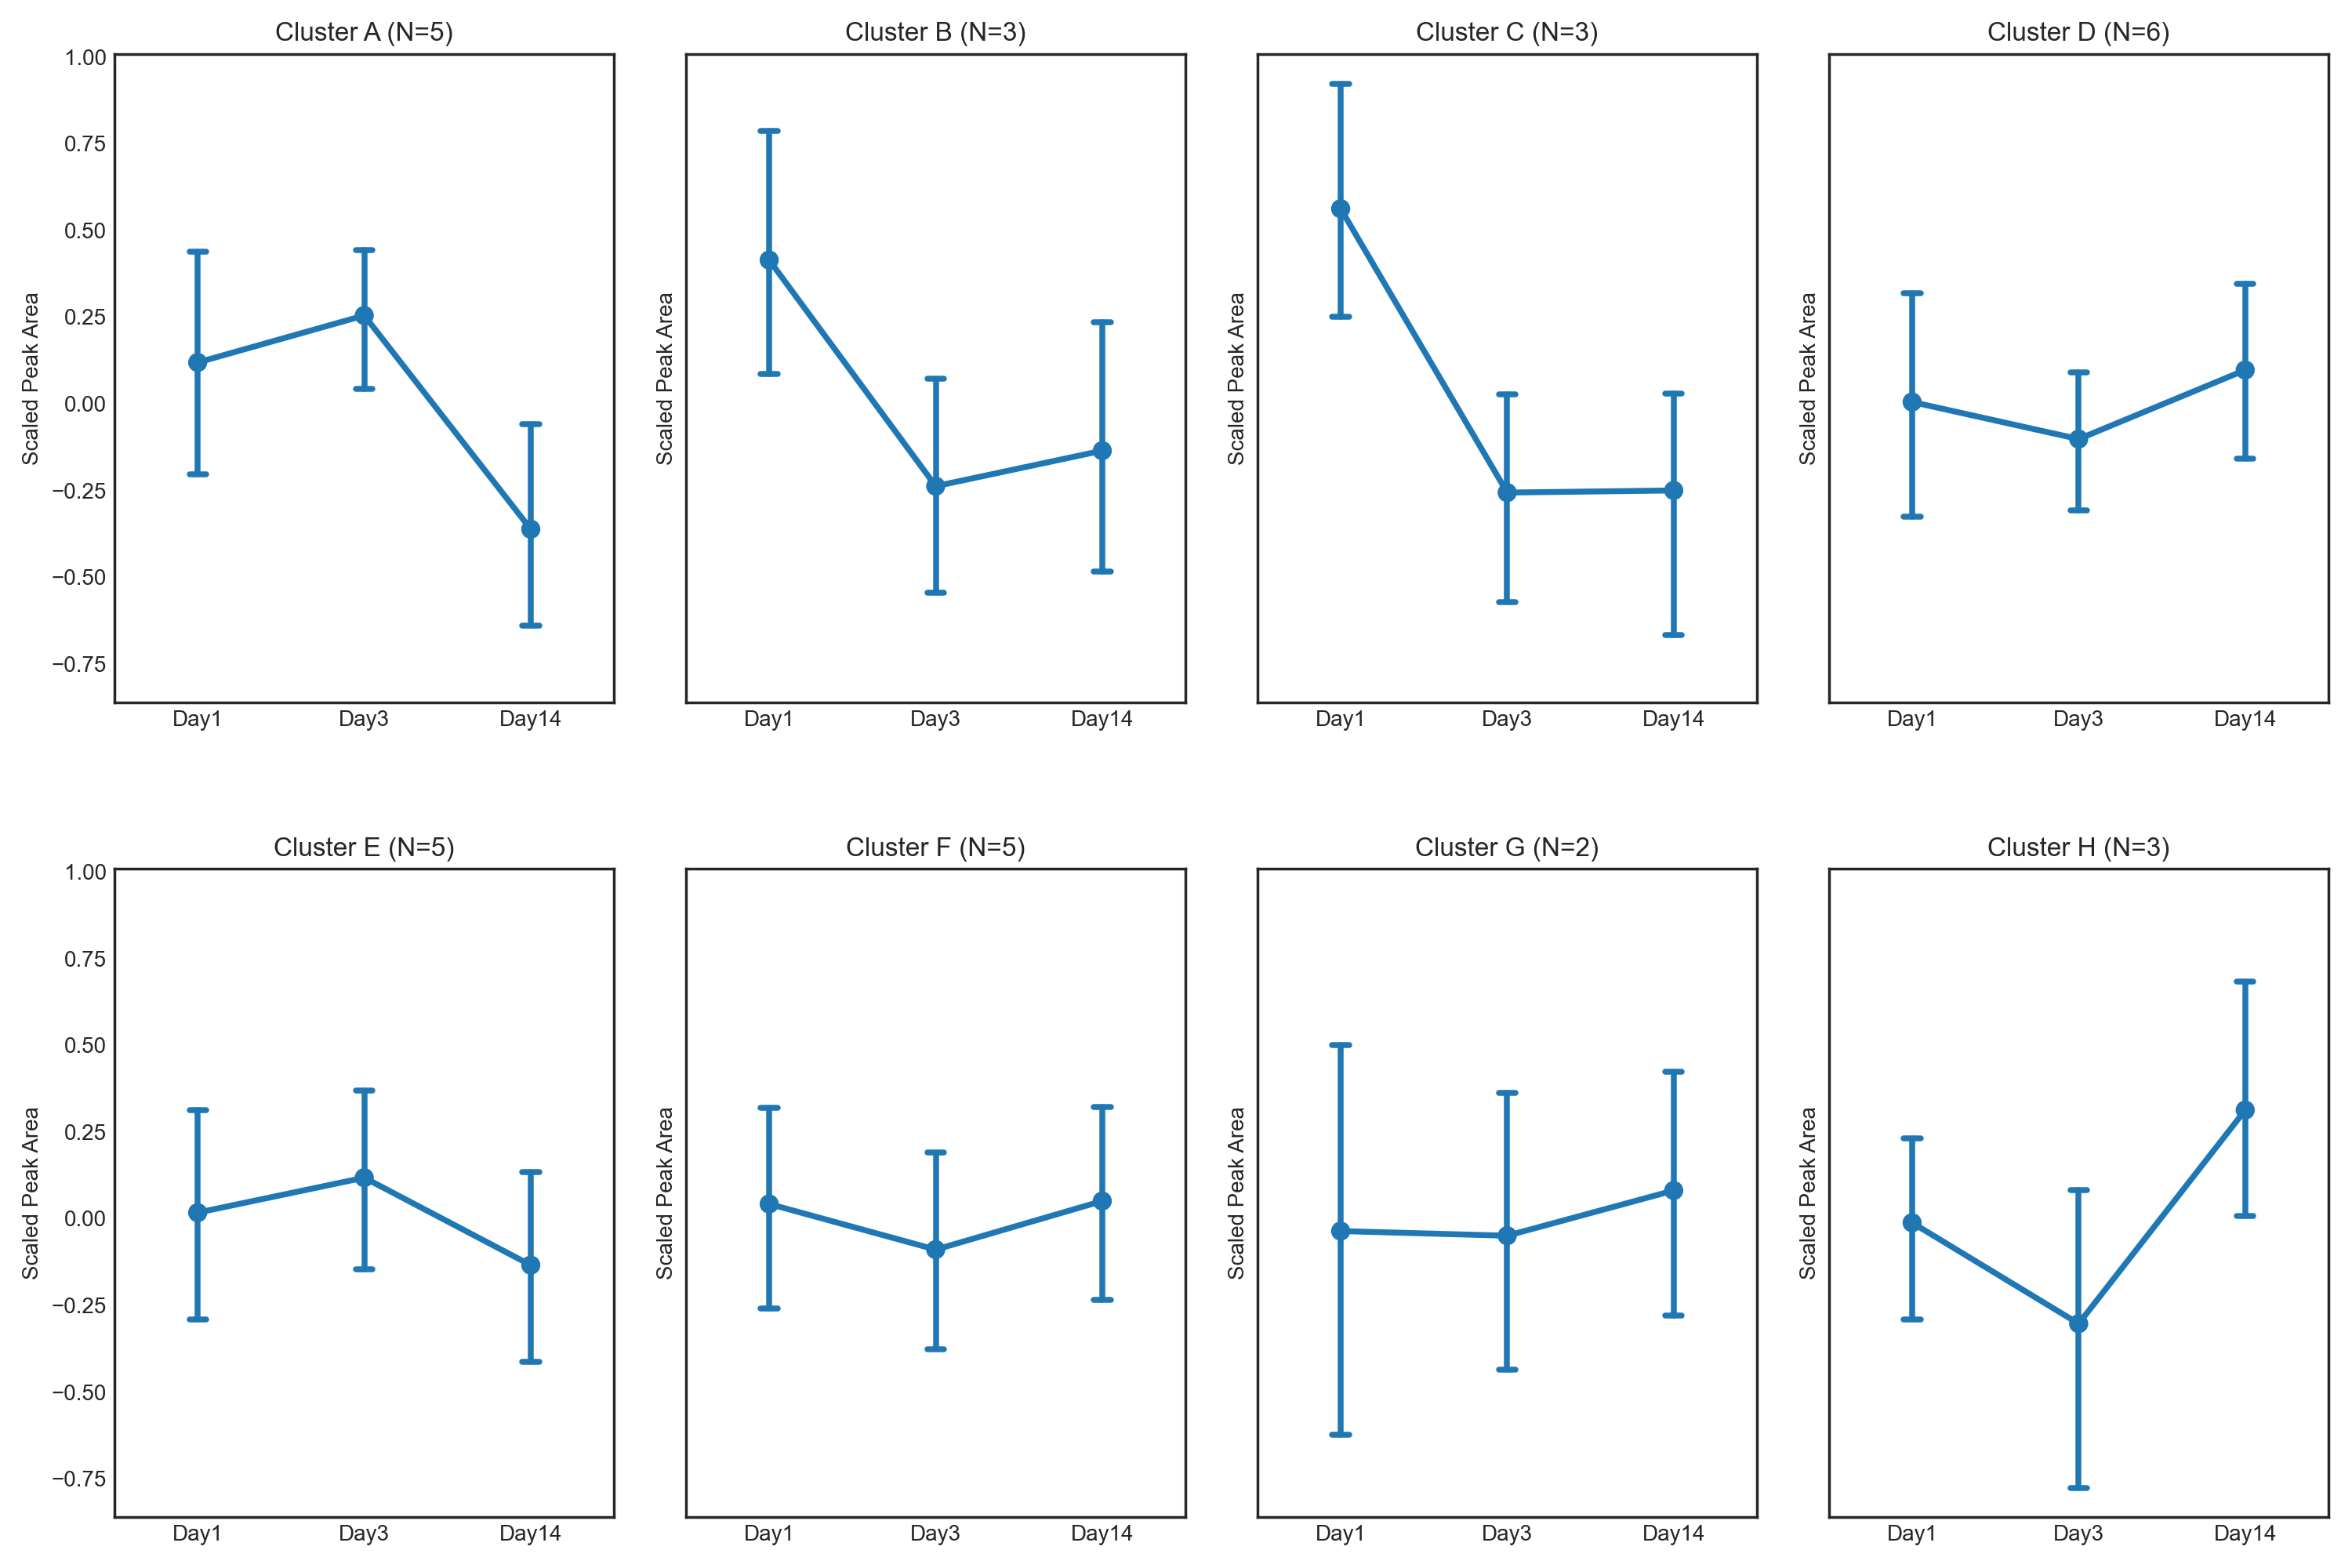 Cluster A (N=5)
Cluster B (N=3)
Cluster C (N=3)
Cluster D (N=6)
1.00
0.75
0.50
0.25
0.00
−0.25
−0.50
−0.75
Scaled Peak Area
Scaled Peak Area
Scaled Peak Area
Scaled Peak Area
Day1 Day3 Day14
Day1 Day3 Day14
Day1 Day3 Day14
Day1 Day3 Day14
Cluster E (N=5)
Cluster F (N=5)
Cluster G (N=2)
Cluster H (N=3)
1.00
0.75
0.50
0.25
0.00
−0.25
−0.50
−0.75
Scaled Peak Area
Scaled Peak Area
Scaled Peak Area
Scaled Peak Area
Day1 Day3 Day14
Day1 Day3 Day14
Day1 Day3 Day14
Day1 Day3 Day14